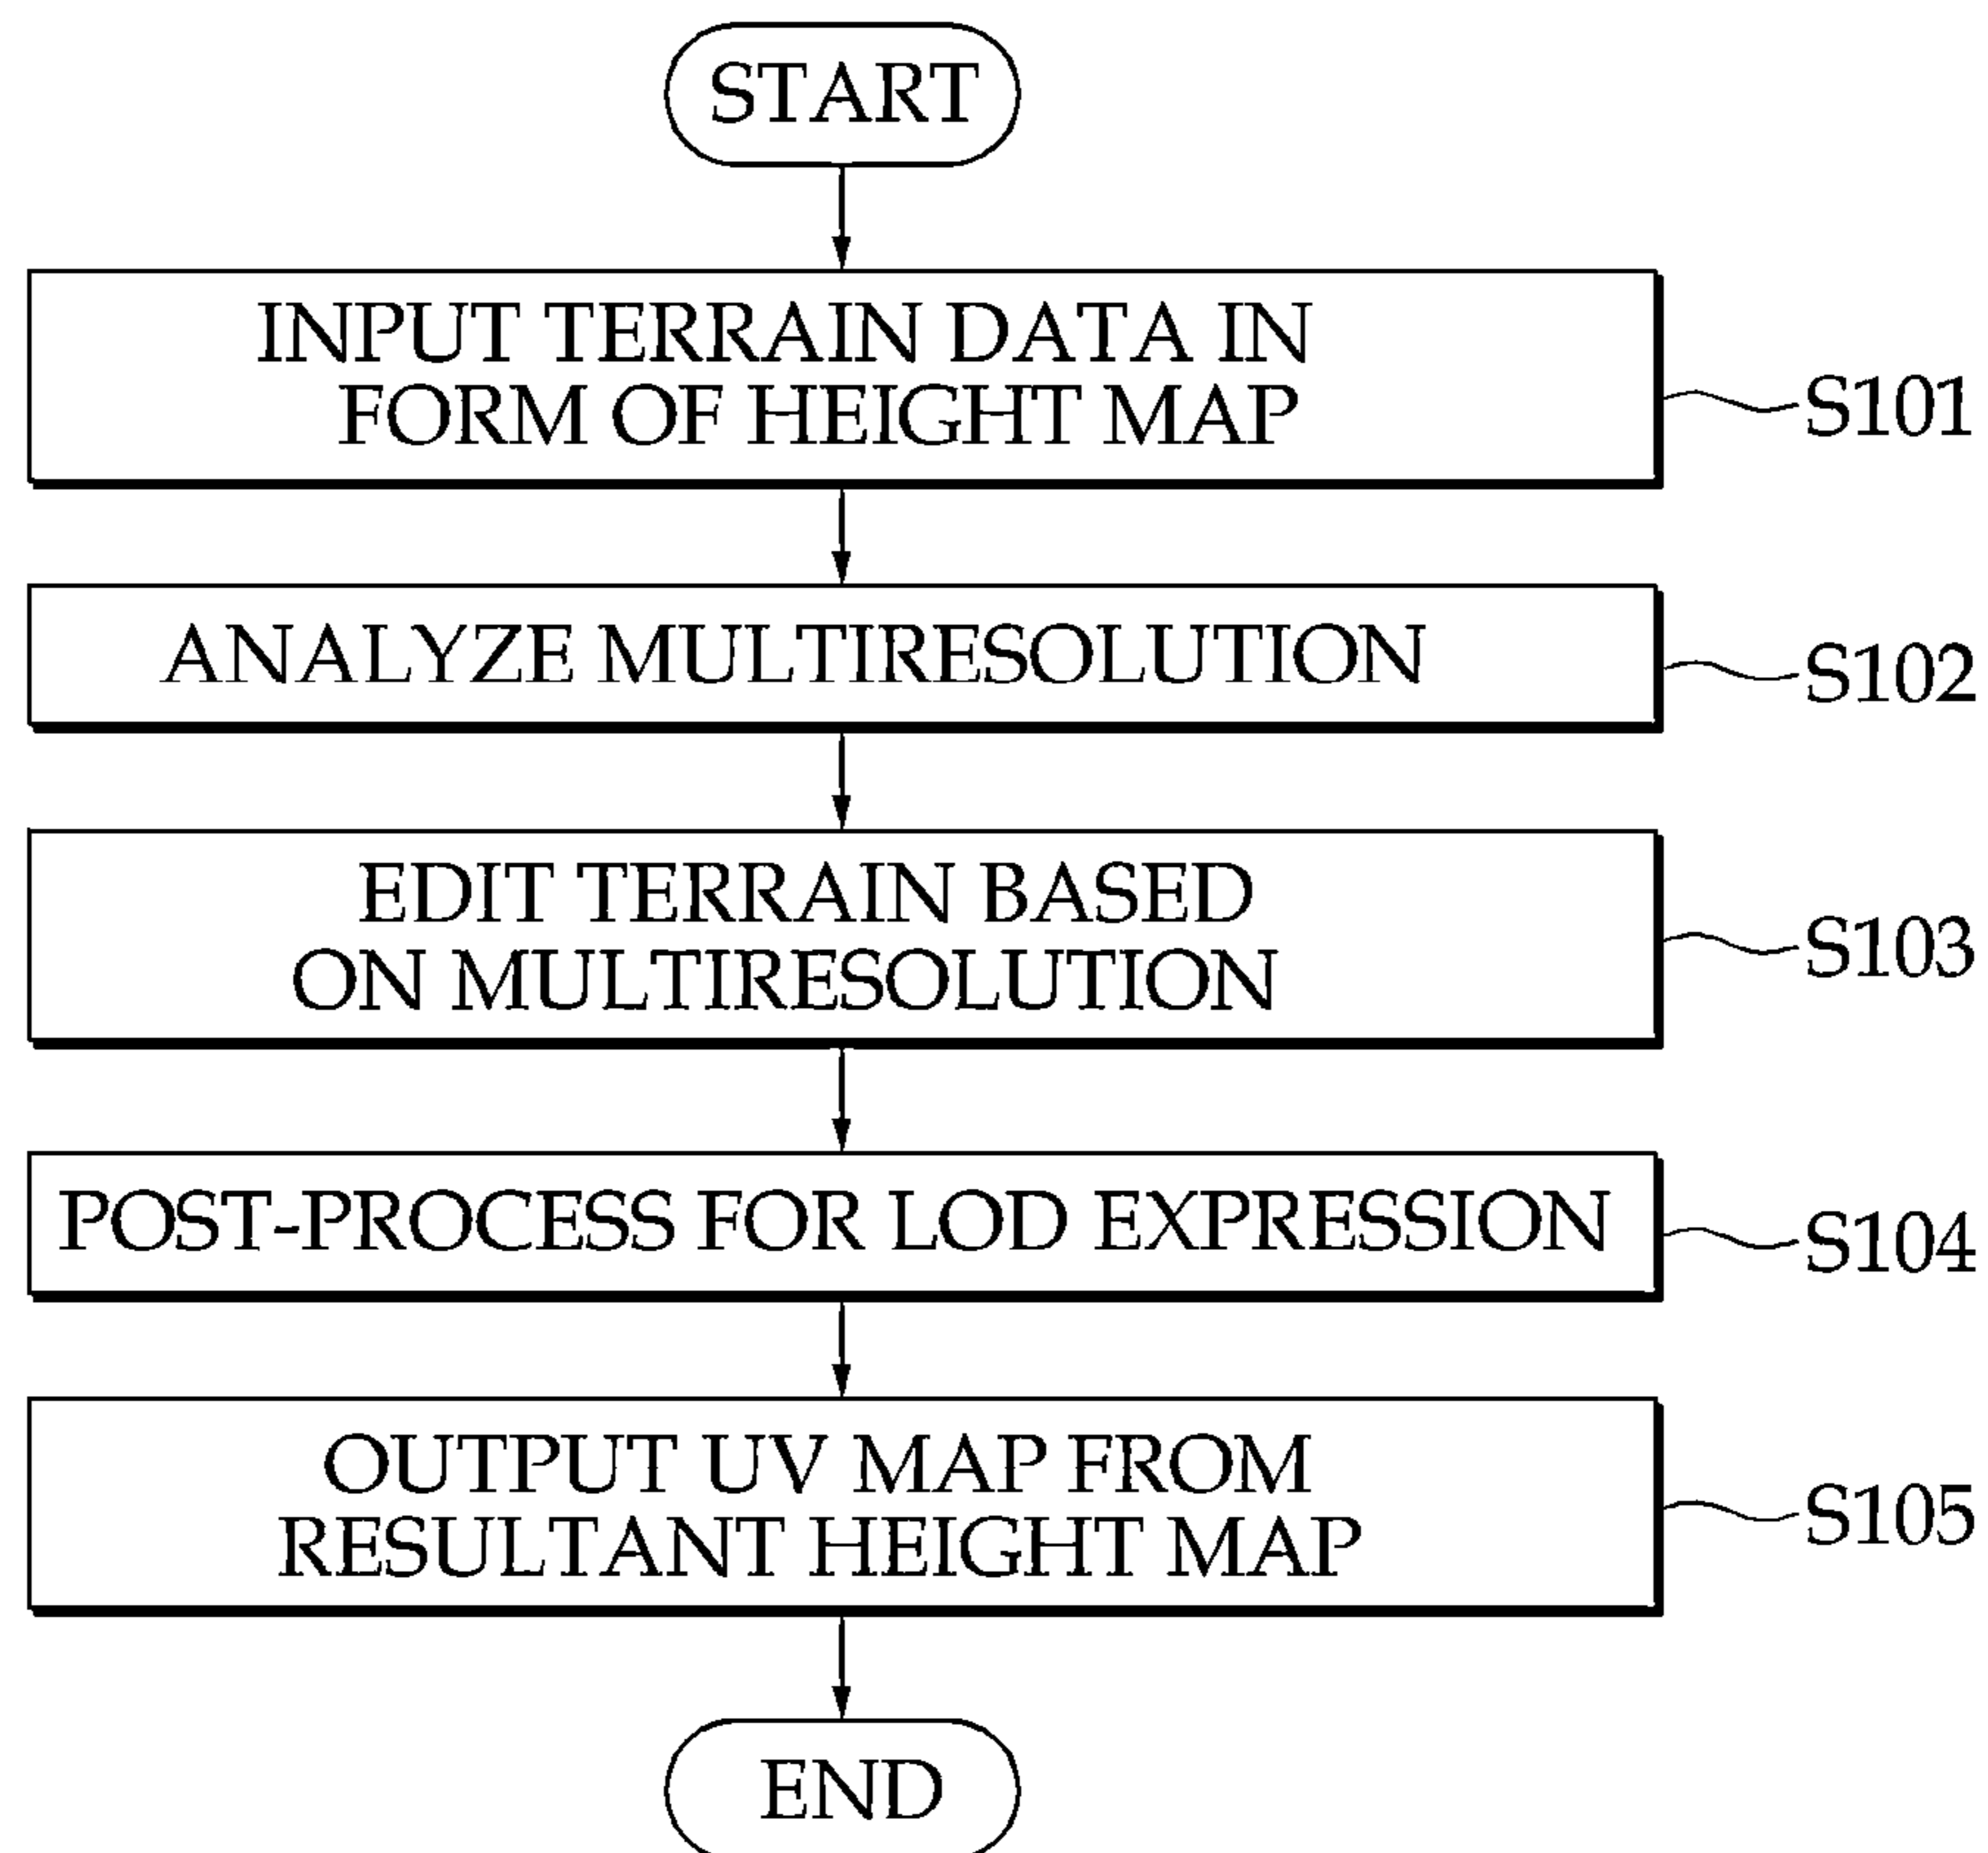 START
INPUT TERRAIN DATA IN
FORM OF HEIGHT MAP
S101
ANALYZE MULTIRESOLUTION
S102
EDIT TERRAIN BASED
ON MULTIRESOLUTION
S103
POST-PROCESS FOR LOD EXPRESSION
S104
OUTPUT UV MAP FROM
RESULTANT HEIGHT MAP
S105
END